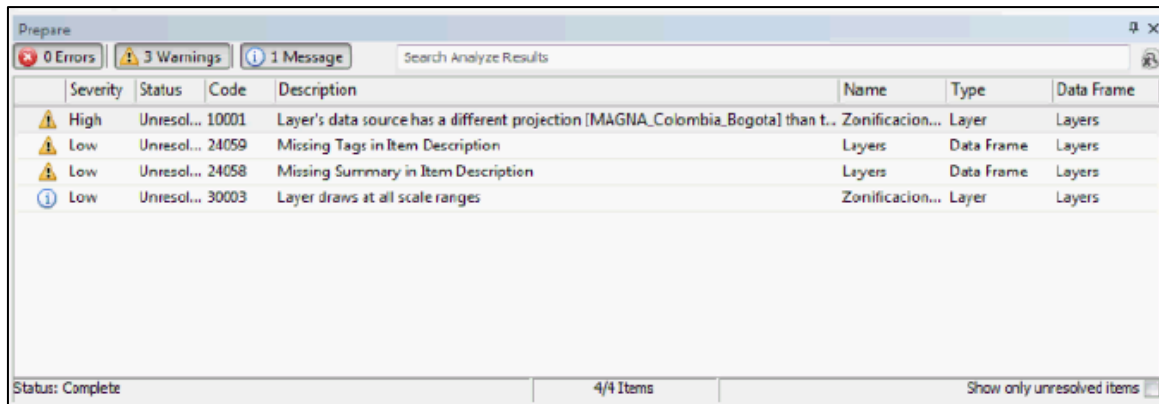 Prepare
0 Errors 3 Warnings 1 Message Search Analyze Results
Severity Status Code Description Name Type Data Frame
High Unresol... 10001 Layer's data source has a different projection [MAGNA_Colombia_Bogota] than t... Zonificacion... Layer Layers
Low Unresol... 24059 Missing Tags in Item Description Layers Data Frame Layers
Low Unresol... 24058 Missing Summary in Item Description Layers Data Frame Layers
Low Unresol... 30003 Layer draws at all scale ranges Zonificacion... Layer Layers
Status: Complete 4/4 Items Show only unresolved items